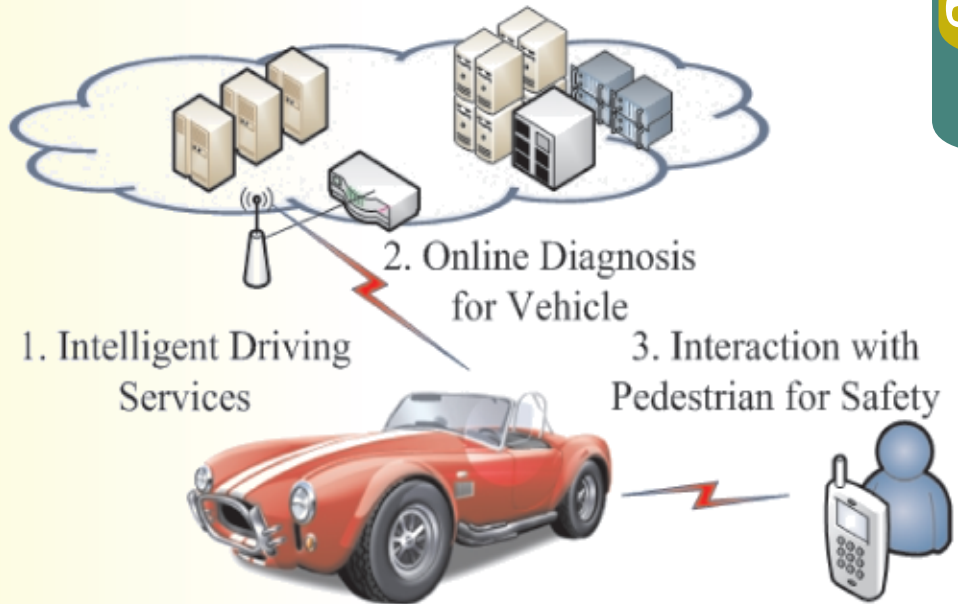 2. Online Diagnosis
for Vehicle
1. Intelligent Driving
Services
3. Interaction with
Pedestrian for Safety